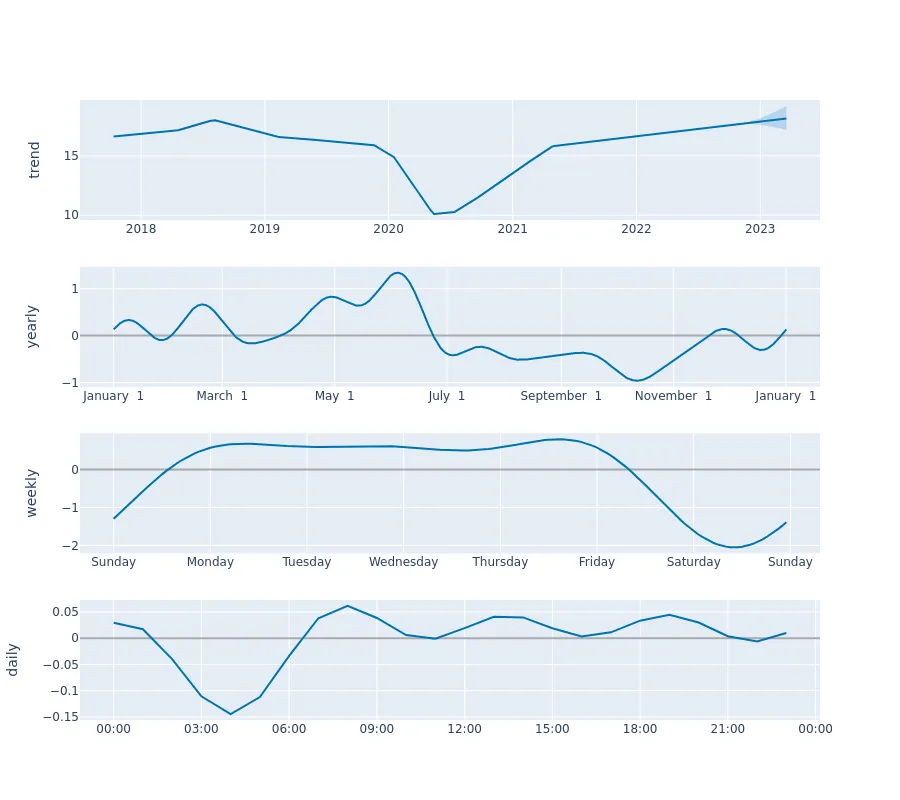 trend
15
10
2018 2019 2020 2021 2022 2023
yearly
1
0
−1
January 1 March 1 May 1 July 1 September 1 November 1 January 1
weekly
0
−1
−2
Sunday Monday Tuesday Wednesday Thursday Friday Saturday Sunday
daily
0.05
0
−0.05
−0.1
−0.15
00:00 03:00 06:00 09:00 12:00 15:00 18:00 21:00 00:00